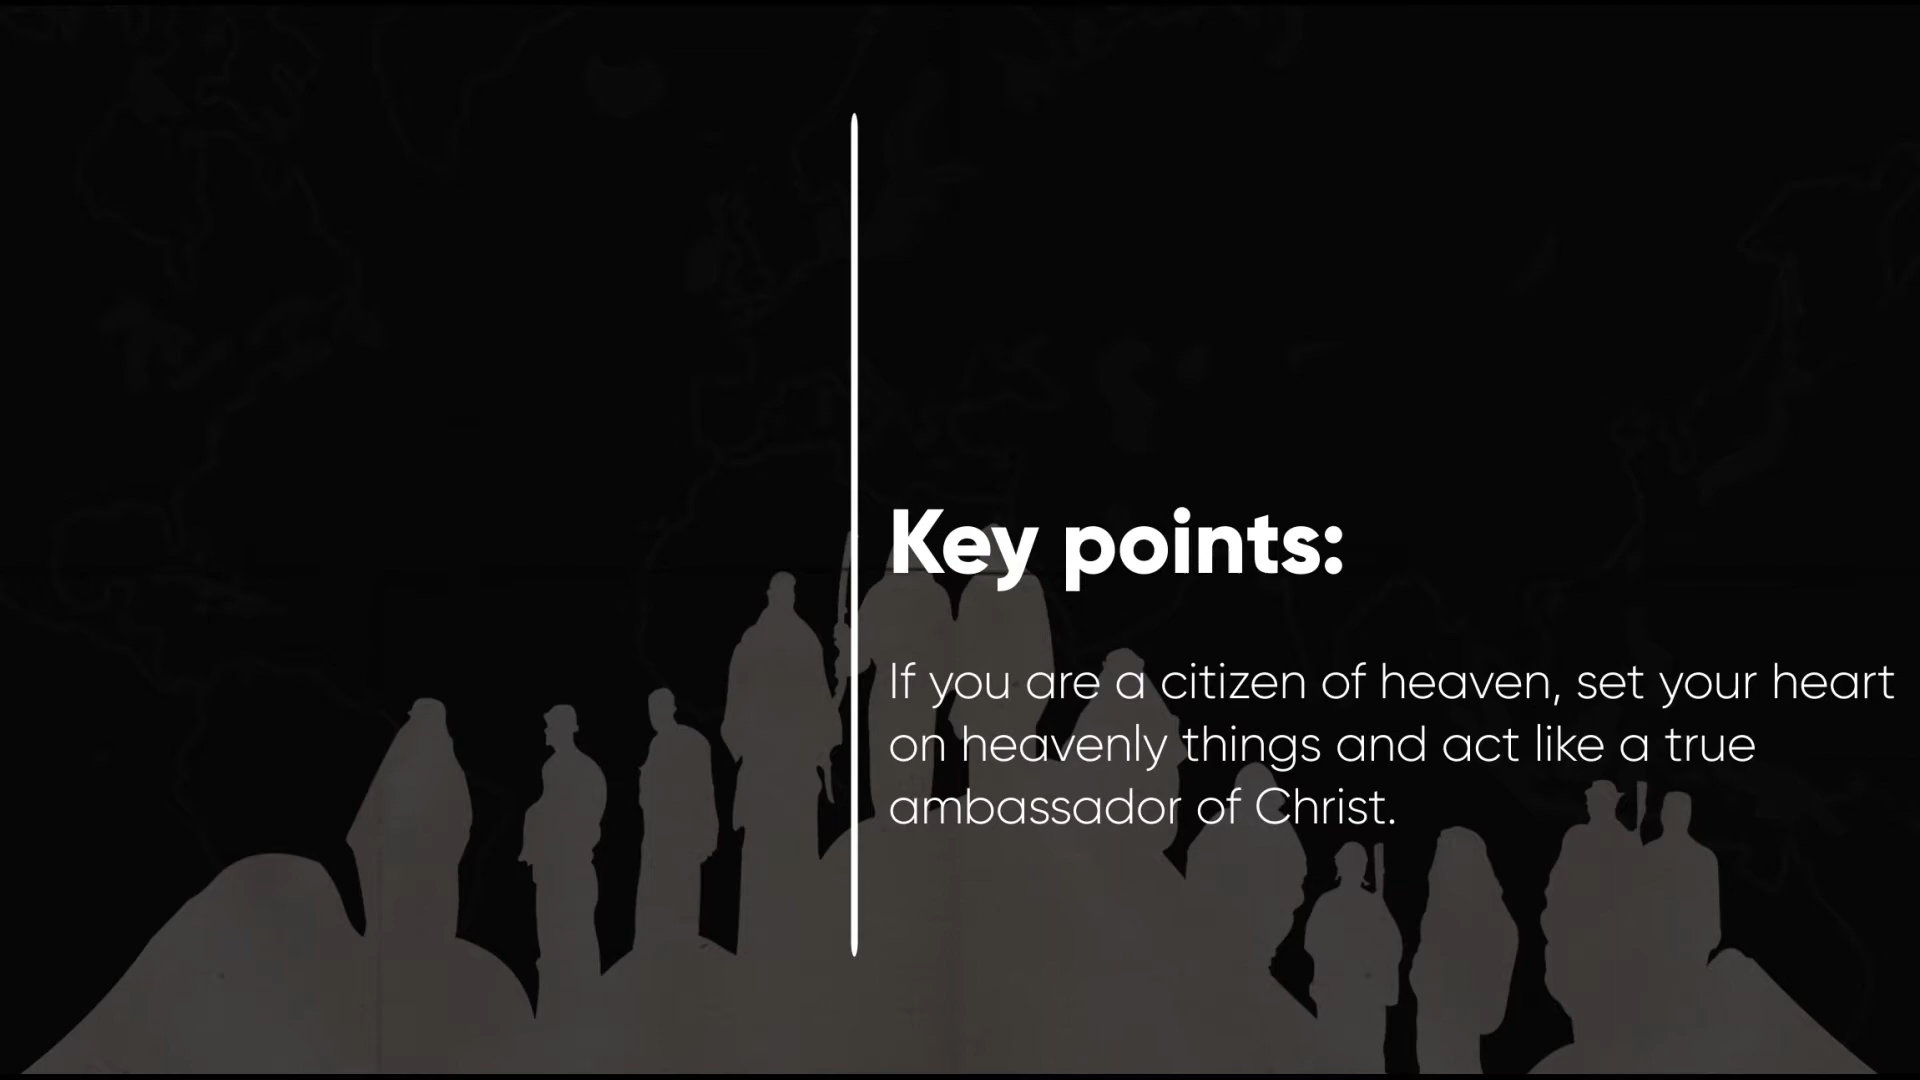 Key points:
If you are a citizen of heaven, set your heart
on heavenly things and act like a true
ambassador of Christ.